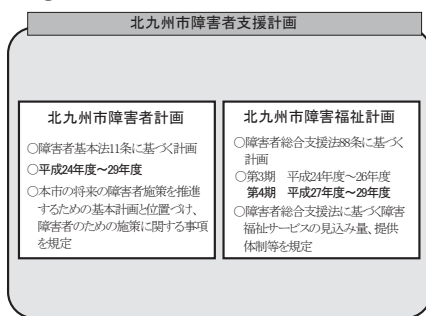 北九州市障害者支援計画
北九州市障害者計画
○障害者基本法11条に基づく計画
○平成24年度～29年度
○本市の将来の障害者施策を推進
するための基本計画と位置づけ、
障害者のための施策に関する事項
を規定
北九州市障害福祉計画
○障害者総合支援法88条に基づく
計画
○第3期 平成24年度～26年度
第4期 平成27年度～29年度
○障害者総合支援法に基づく障害
福祉サービスの見込み量、提供
体制等を規定